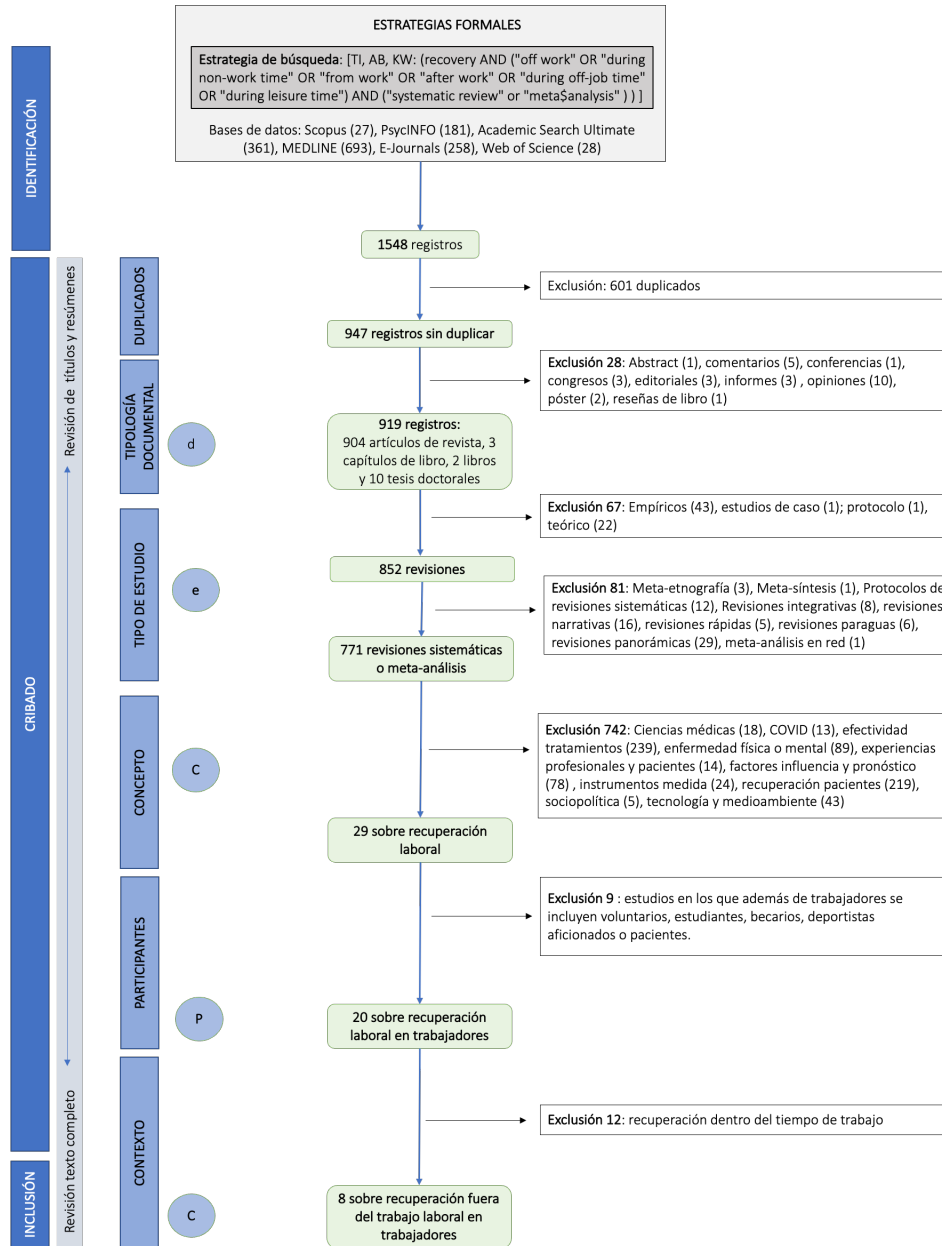 ESTRATEGIAS FORMALES
Estrategia de búsqueda: [TI, AB, KW: (recovery AND ("off work" OR "during
non-work time" OR "from work" OR "after work" OR "during off-job time"
OR "during leisure time") AND ("systematic review" or "meta$analysis" ) ) ]
Bases de datos: Scopus (27), PsycINFO (181), Academic Search Ultimate
(361), MEDLINE (693), E-Journals (258), Web of Science (28)
IDENTIFICACIÓN
1548 registros
CRIBADO
Revisión de títulos y resúmenes
DUPLICADOS
Exclusión: 601 duplicados
947 registros sin duplicar
TIPOLOGÍA
DOCUMENTAL
d
Exclusión 28: Abstract (1), comentarios (5), conferencias (1),
congresos (3), editoriales (3), informes (3) , opiniones (10),
póster (2), reseñas de libro (1)
919 registros:
904 artículos de revista, 3
capítulos de libro, 2 libros
y 10 tesis doctorales
TIPO DE ESTUDIO
e
Exclusión 67: Empíricos (43), estudios de caso (1); protocolo (1),
teórico (22)
852 revisiones
Exclusión 81: Meta-etnografía (3), Meta-síntesis (1), Protocolos de
revisiones sistemáticas (12), Revisiones integrativas (8), revisiones
narrativas (16), revisiones rápidas (5), revisiones paraguas (6),
revisiones panorámicas (29), meta-análisis en red (1)
771 revisiones sistemáticas
o meta-análisis
CONCEPTO
C
Exclusión 742: Ciencias médicas (18), COVID (13), efectividad
tratamientos (239), enfermedad física o mental (89), experiencias
profesionales y pacientes (14), factores influencia y pronóstico
(78) , instrumentos medida (24), recuperación pacientes (219),
sociopolítica (5), tecnología y medioambiente (43)
29 sobre recuperación
laboral
PARTICIPANTES
P
Exclusión 9 : estudios en los que además de trabajadores se
incluyen voluntarios, estudiantes, becarios, deportistas
aficionados o pacientes.
20 sobre recuperación
laboral en trabajadores
Revisión texto completo
CONTEXTO
C
Exclusión 12: recuperación dentro del tiempo de trabajo
INCLUSIÓN
8 sobre recuperación fuera
del trabajo laboral en
trabajadores